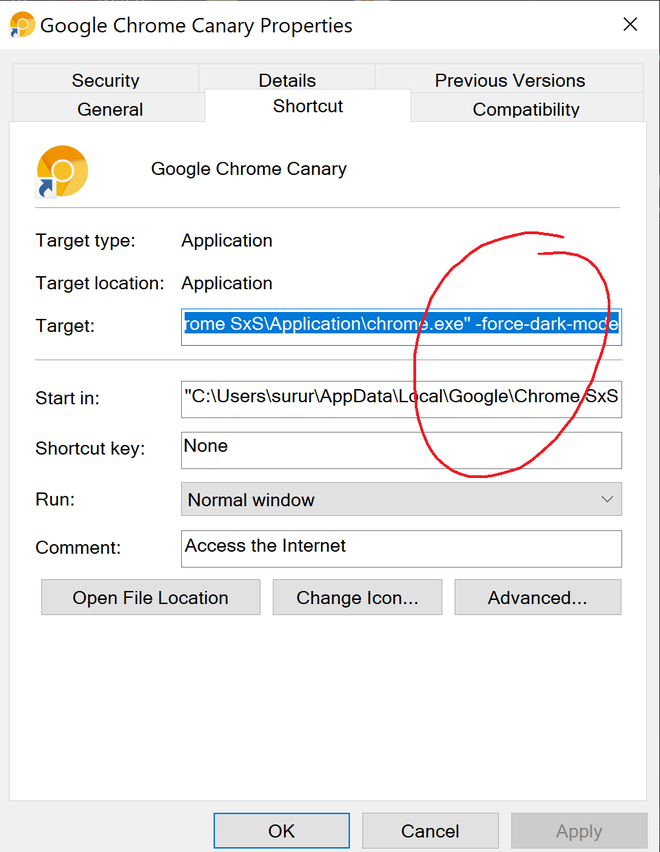 Google Chrome Canary Properties
Security Details Previous Versions
General Shortcut Compatibility
Google Chrome Canary
Target type: Application
Target location: Application
Target: rome SxS\Application\chrome.exe" -force-dark-mode
Start in: "C:\Users\surur\AppData\Local\Google\Chrome SxS
Shortcut key: None
Run: Normal window
Comment: Access the Internet
Open File Location Change Icon... Advanced...
OK Cancel Apply